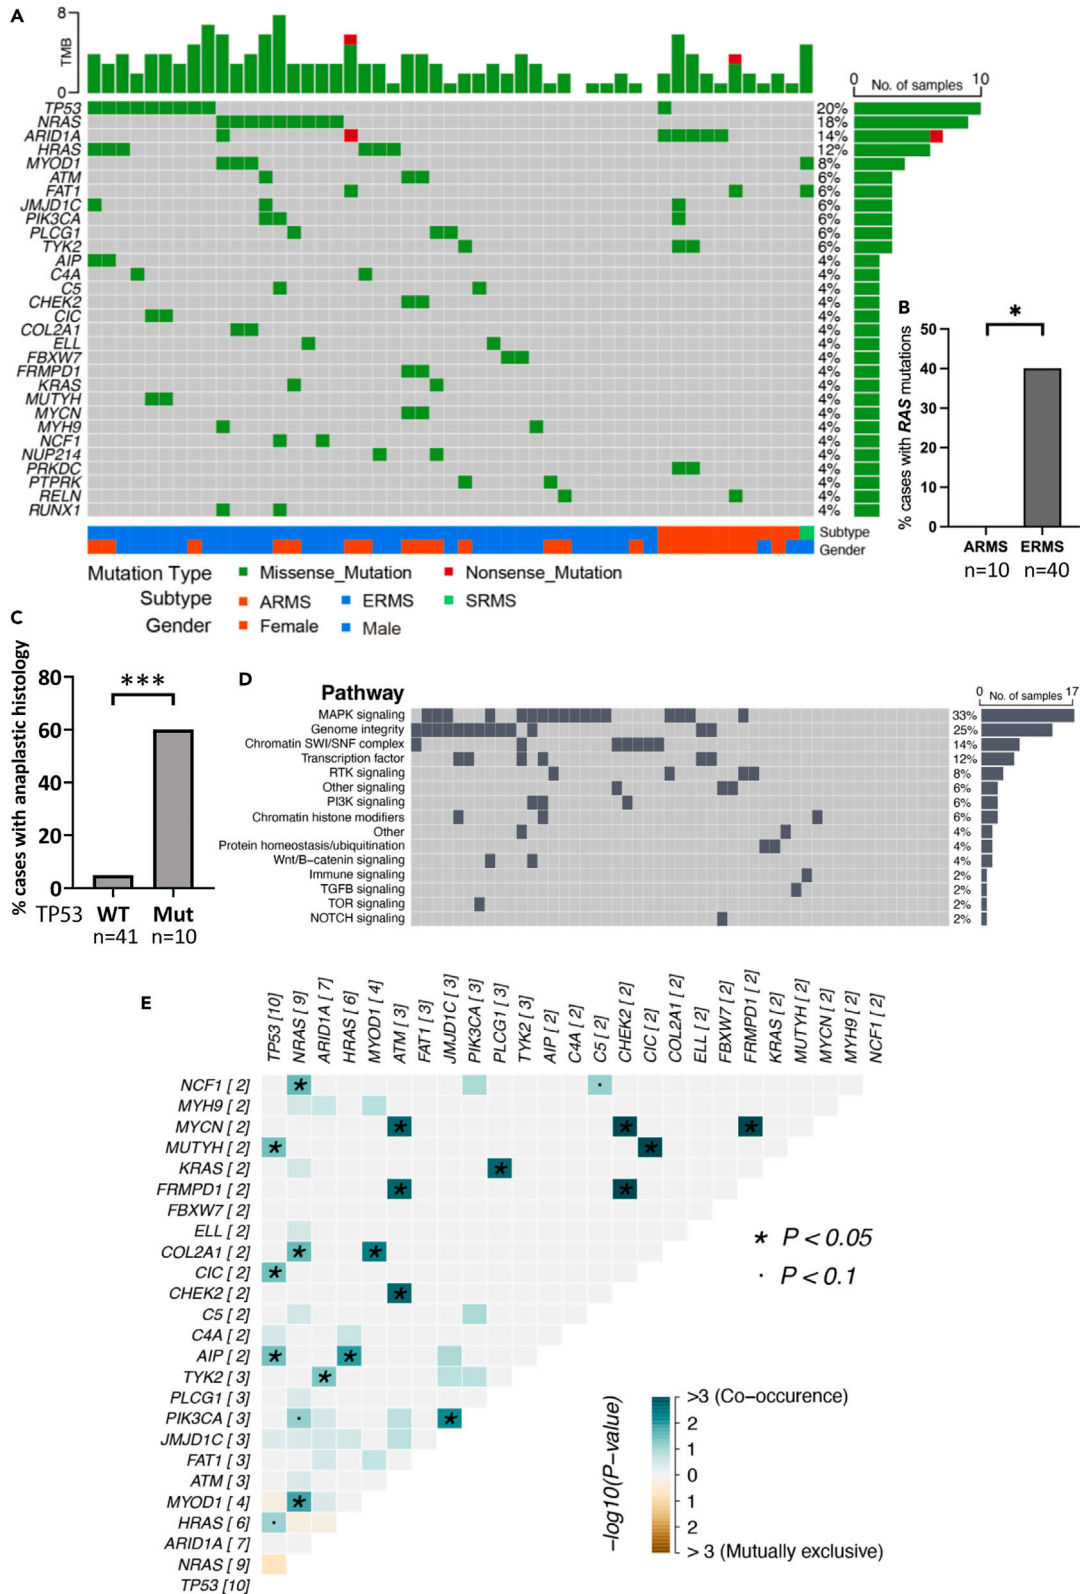 A
8
TMB
0
0 No. of samples 10
TP53 20%
NRAS 18%
ARID1A 14%
HRAS 12%
MYOD1 8%
ATM 6%
FAT1 6%
JMJD1C 6%
PIK3CA 6%
PLCG1 6%
TYK2 6%
AIP 4%
C4A 4%
C5 4%
CHEK2 4%
CIC 4%
COL2A1 4%
ELL 4%
FBXW7 4%
FRMPD1 4%
KRAS 4%
MUTYH 4%
MYCN 4%
MYH9 4%
NCF1 4%
NUP214 4%
PRKDC 4%
PTPRK 4%
RELN 4%
RUNX1 4%
Subtype
Gender
Mutation Type Missense_Mutation Nonsense_Mutation
Subtype ARMS ERMS SRMS
Gender Female Male
B
% cases with RAS mutations
50
40
30
20
10
0
*
ARMS ERMS
n=10 n=40
C
% cases with anaplastic histology
80
60
40
20
0
***
TP53 WT Mut
n=41 n=10
D
Pathway
0 No. of samples 17
MAPK signaling 33%
Genome integrity 25%
Chromatin SWI/SNF complex 14%
Transcription factor 12%
RTK signaling 8%
Other signaling 6%
PI3K signaling 6%
Chromatin histone modifiers 6%
Other 4%
Protein homeostasis/ubiquitination 4%
Wnt/B-catenin signaling 4%
Immune signaling 2%
TGFB signaling 2%
TOR signaling 2%
NOTCH signaling 2%
E
TP53 [10]
NRAS [9]
ARID1A [7]
HRAS [6]
MYOD1 [4]
ATM [3]
FAT1 [3]
JMJD1C [3]
PIK3CA [3]
PLCG1 [3]
TYK2 [3]
AIP [2]
C4A [2]
C5 [2]
CHEK2 [2]
CIC [2]
COL2A1 [2]
ELL [2]
FBXW7 [2]
FRMPD1 [2]
KRAS [2]
MUTYH [2]
MYCN [2]
MYH9 [2]
NCF1 [2]
NCF1 [2]
MYH9 [2]
MYCN [2]
MUTYH [2]
KRAS [2]
FRMPD1 [2]
FBXW7 [2]
ELL [2]
COL2A1 [2]
CIC [2]
CHEK2 [2]
C5 [2]
C4A [2]
AIP [2]
TYK2 [3]
PLCG1 [3]
PIK3CA [3]
JMJD1C [3]
FAT1 [3]
ATM [3]
MYOD1 [4]
HRAS [6]
ARID1A [7]
NRAS [9]
TP53 [10]
* P < 0.05
· P < 0.1
−log10(P−value)
>3 (Co−occurence)
2
1
0
1
2
> 3 (Mutually exclusive)